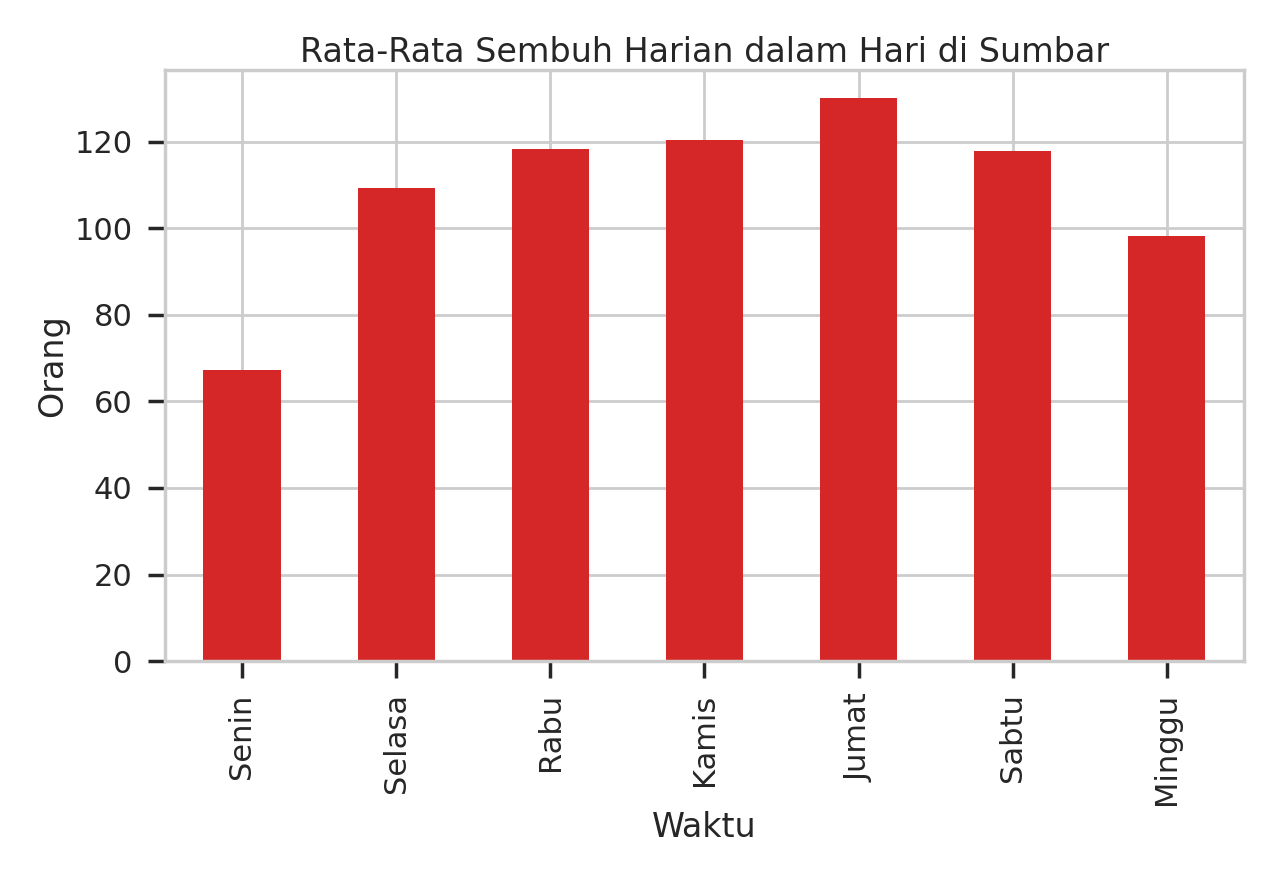 Rata-Rata Sembuh Harian dalam Hari di Sumbar
Orang
120
100
80
60
40
20
0
Senin
Selasa
Rabu
Kamis
Jumat
Sabtu
Minggu
Waktu